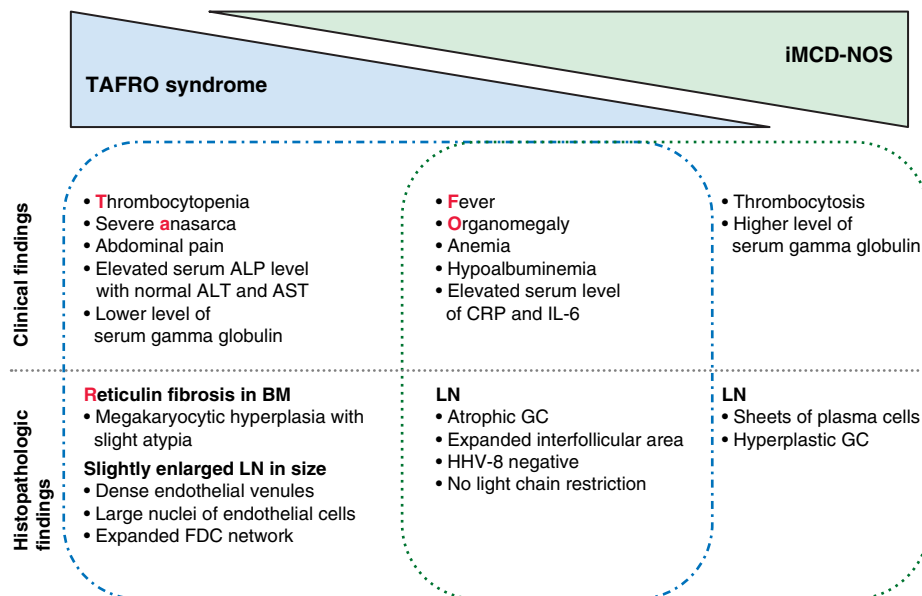 iMCD-NOS
TAFRO syndrome
Clinical findings
• Thrombocytopenia
• Severe anasarca
• Abdominal pain
• Elevated serum ALP level
with normal ALT and AST
• Lower level of
serum gamma globulin
• Fever
• Organomegaly
• Anemia
• Hypoalbuminemia
• Elevated serum level
of CRP and IL-6
• Thrombocytosis
• Higher level of
serum gamma globulin
Histopathologic
findings
Reticulin fibrosis in BM
• Megakaryocytic hyperplasia with
slight atypia
Slightly enlarged LN in size
• Dense endothelial venules
• Large nuclei of endothelial cells
• Expanded FDC network
LN
• Atrophic GC
• Expanded interfollicular area
• HHV-8 negative
• No light chain restriction
LN
• Sheets of plasma cells
• Hyperplastic GC